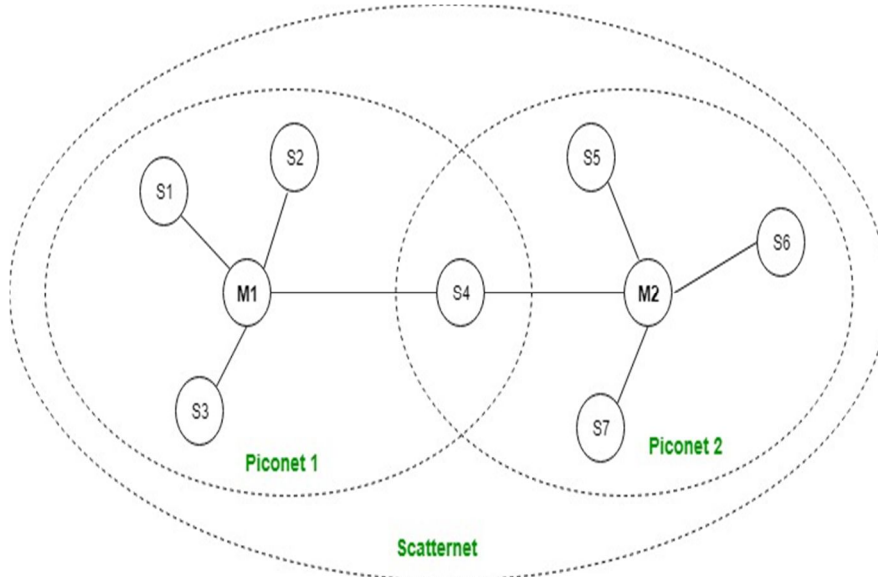 S2
S5
S1
S6
M1
S4
M2
S3
S7
Piconet 1
Piconet 2
Scatternet